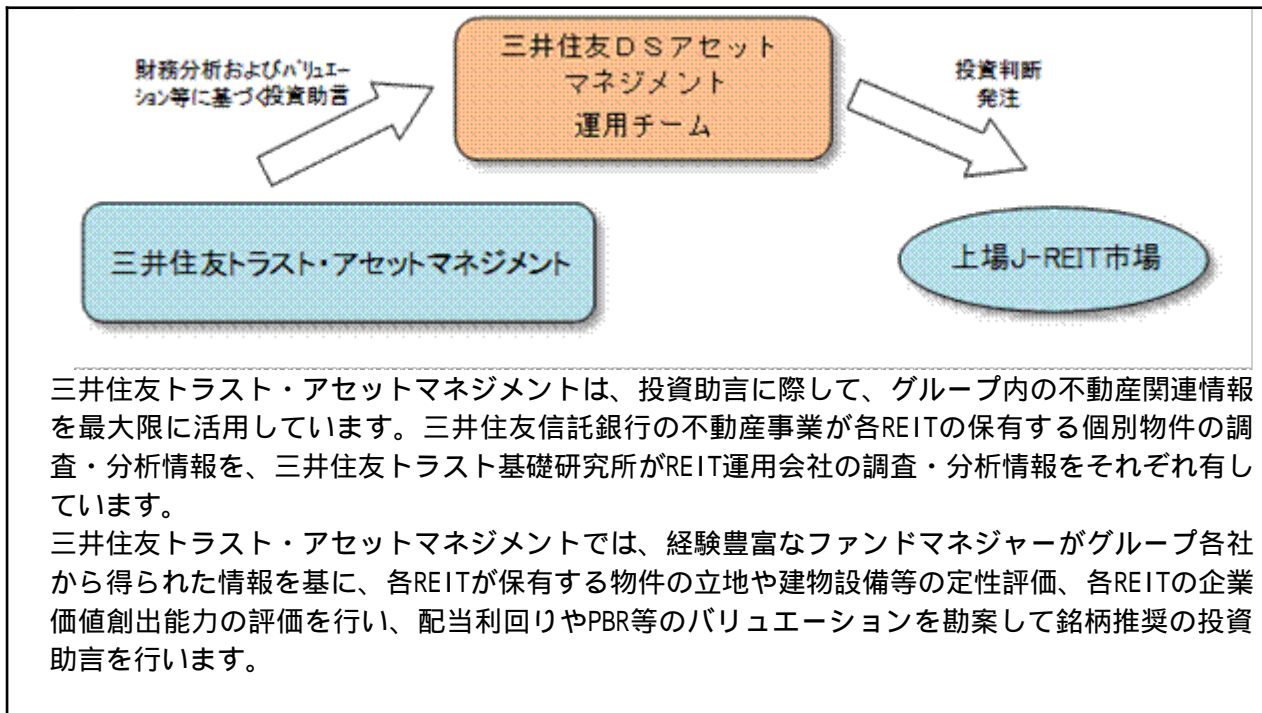 三井住友ＤＳアセット
マネジメント
運用チーム
財務分析およびﾊﾞﾘｭｴｰ
ｼｮﾝ等に基づく投資助言
投資判断
発注
三井住友トラスト・アセットマネジメント
上場J-REIT市場
三井住友トラスト・アセットマネジメントは、投資助言に際して、グループ内の不動産関連情報
を最大限に活用しています。三井住友信託銀行の不動産事業が各REITの保有する個別物件の調
査・分析情報を、三井住友トラスト基礎研究所がREIT運用会社の調査・分析情報をそれぞれ有し
ています。
三井住友トラスト・アセットマネジメントでは、経験豊富なファンドマネジャーがグループ各社
から得られた情報を基に、各REITが保有する物件の立地や建物設備等の定性評価、各REITの企業
価値創出能力の評価を行い、配当利回りやPBR等のバリュエーションを勘案して銘柄推奨の投資
助言を行います。